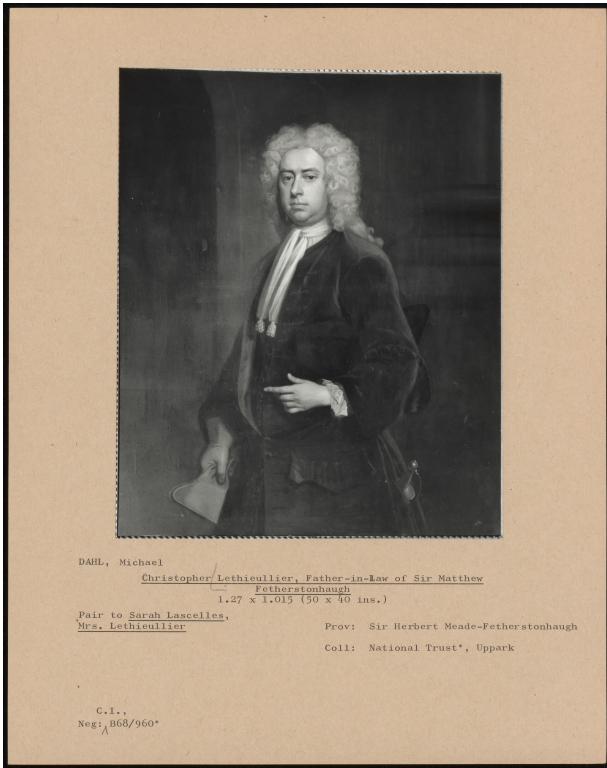 DAHL, Michael
Christopher Lethieullier, Father-in-Law of Sir Matthew
Fetherstonhaugh
1.27 x 1.015 (50 x 40 ins.)
Pair to Sarah Lascelles,
Mrs. Lethieullier
Prov: Sir Herbert Meade-Fetherstonhaugh
Coll: National Trust*, Uppark
C.I.,
Neg: B68/960*